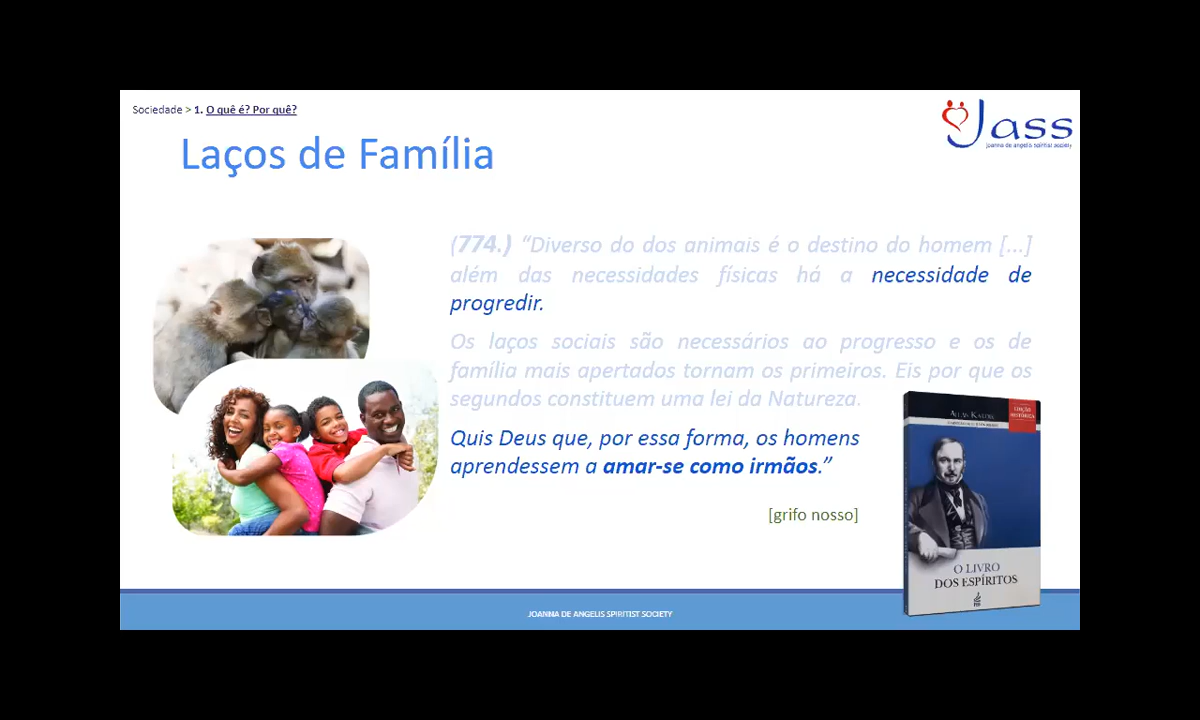 Sociedade > 1. O quê é? Por quê?
Jass
joanna de angelis spiritist society
Laços de Família
(774.) “Diverso do dos animais é o destino do homem [...]
além das necessidades físicas há a necessidade de
progredir.
Os laços sociais são necessários ao progresso e os de
família mais apertados tornam os primeiros. Eis por que os
segundos constituem uma lei da Natureza.
Quis Deus que, por essa forma, os homens
aprendessem a amar-se como irmãos.”
[grifo nosso]
ALLAN KARDEC
EDIÇÃO
HISTÓRICA
O LIVRO
DOS ESPÍRITOS
FEB
JOANNA DE ANGELIS SPIRITIST SOCIETY